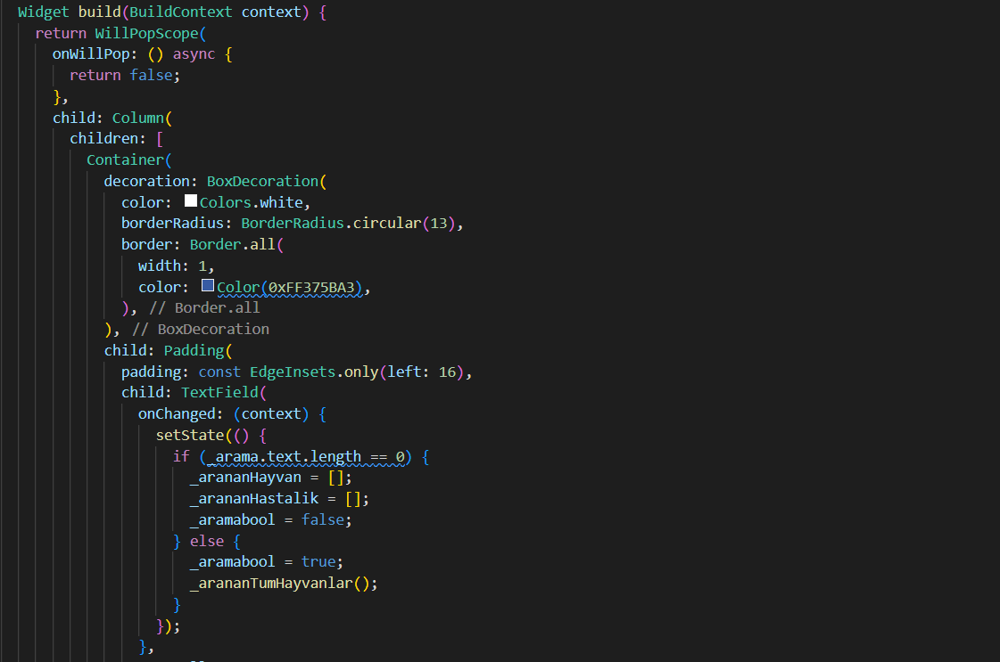 Widget build(BuildContext context) {
return WillPopScope(
onWillPop: () async {
return false;
},
child: Column(
children: [
Container(
decoration: BoxDecoration(
color: Colors.white,
borderRadius: BorderRadius.circular(13),
border: Border.all(
width: 1,
color: Color(0xFF375BA3),
), // Border.all
), // BoxDecoration
child: Padding(
padding: const EdgeInsets.only(left: 16),
child: TextField(
onChanged: (context) {
setState(() {
if (_arama.text.length == 0) {
_arananHayvan = [];
_arananHastalik = [];
_aramabool = false;
} else {
_aramabool = true;
_arananTumHayvanlar();
}
});
},